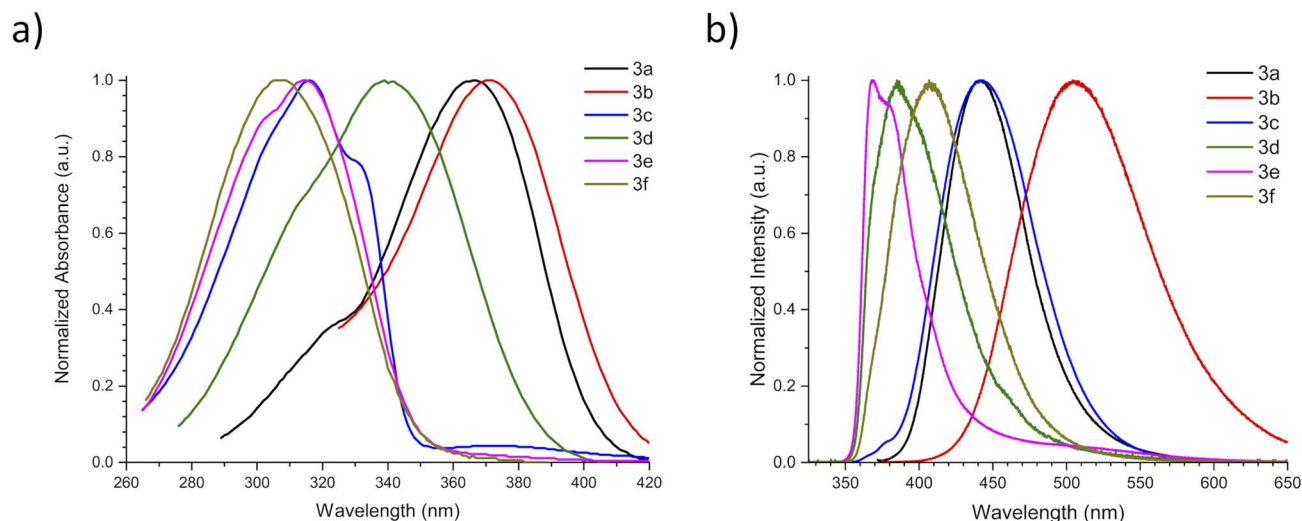 a)
3a
3b
3c
3d
3e
3f
1.0
0.8
0.6
0.4
0.2
0.0
Normalized Absorbance (a.u.)
260 280 300 320 340 360 380 400 420
Wavelength (nm)
b)
3a
3b
3c
3d
3e
3f
1.0
0.8
0.6
0.4
0.2
0.0
Normalized Intensity (a.u.)
350 400 450 500 550 600 650
Wavelength (nm)